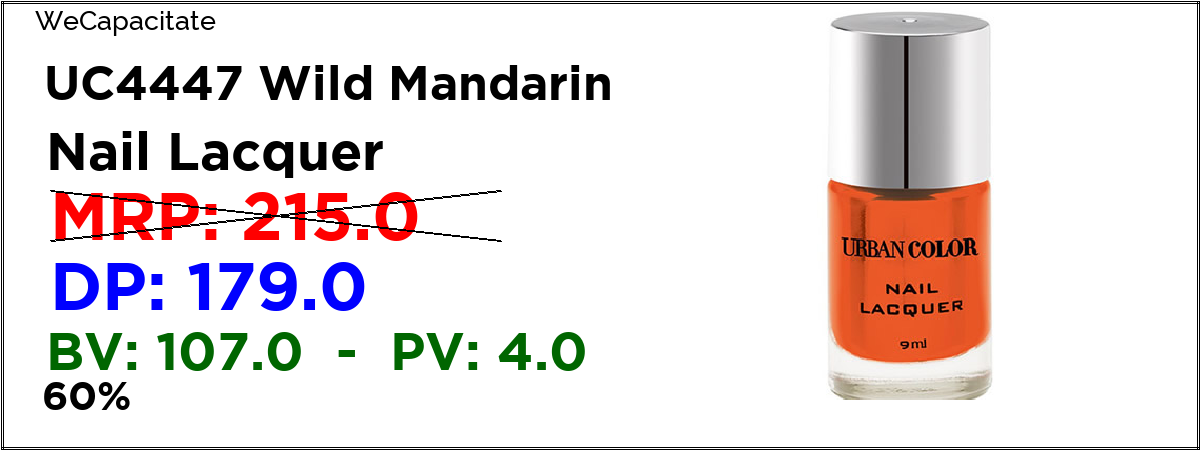 WeCapacitate
UC4447 Wild Mandarin
Nail Lacquer
MRP: 215.0
DP: 179.0
BV: 107.0 - PV: 4.0
60%
URBAN COLOR
NAIL
LACQUER
9ml